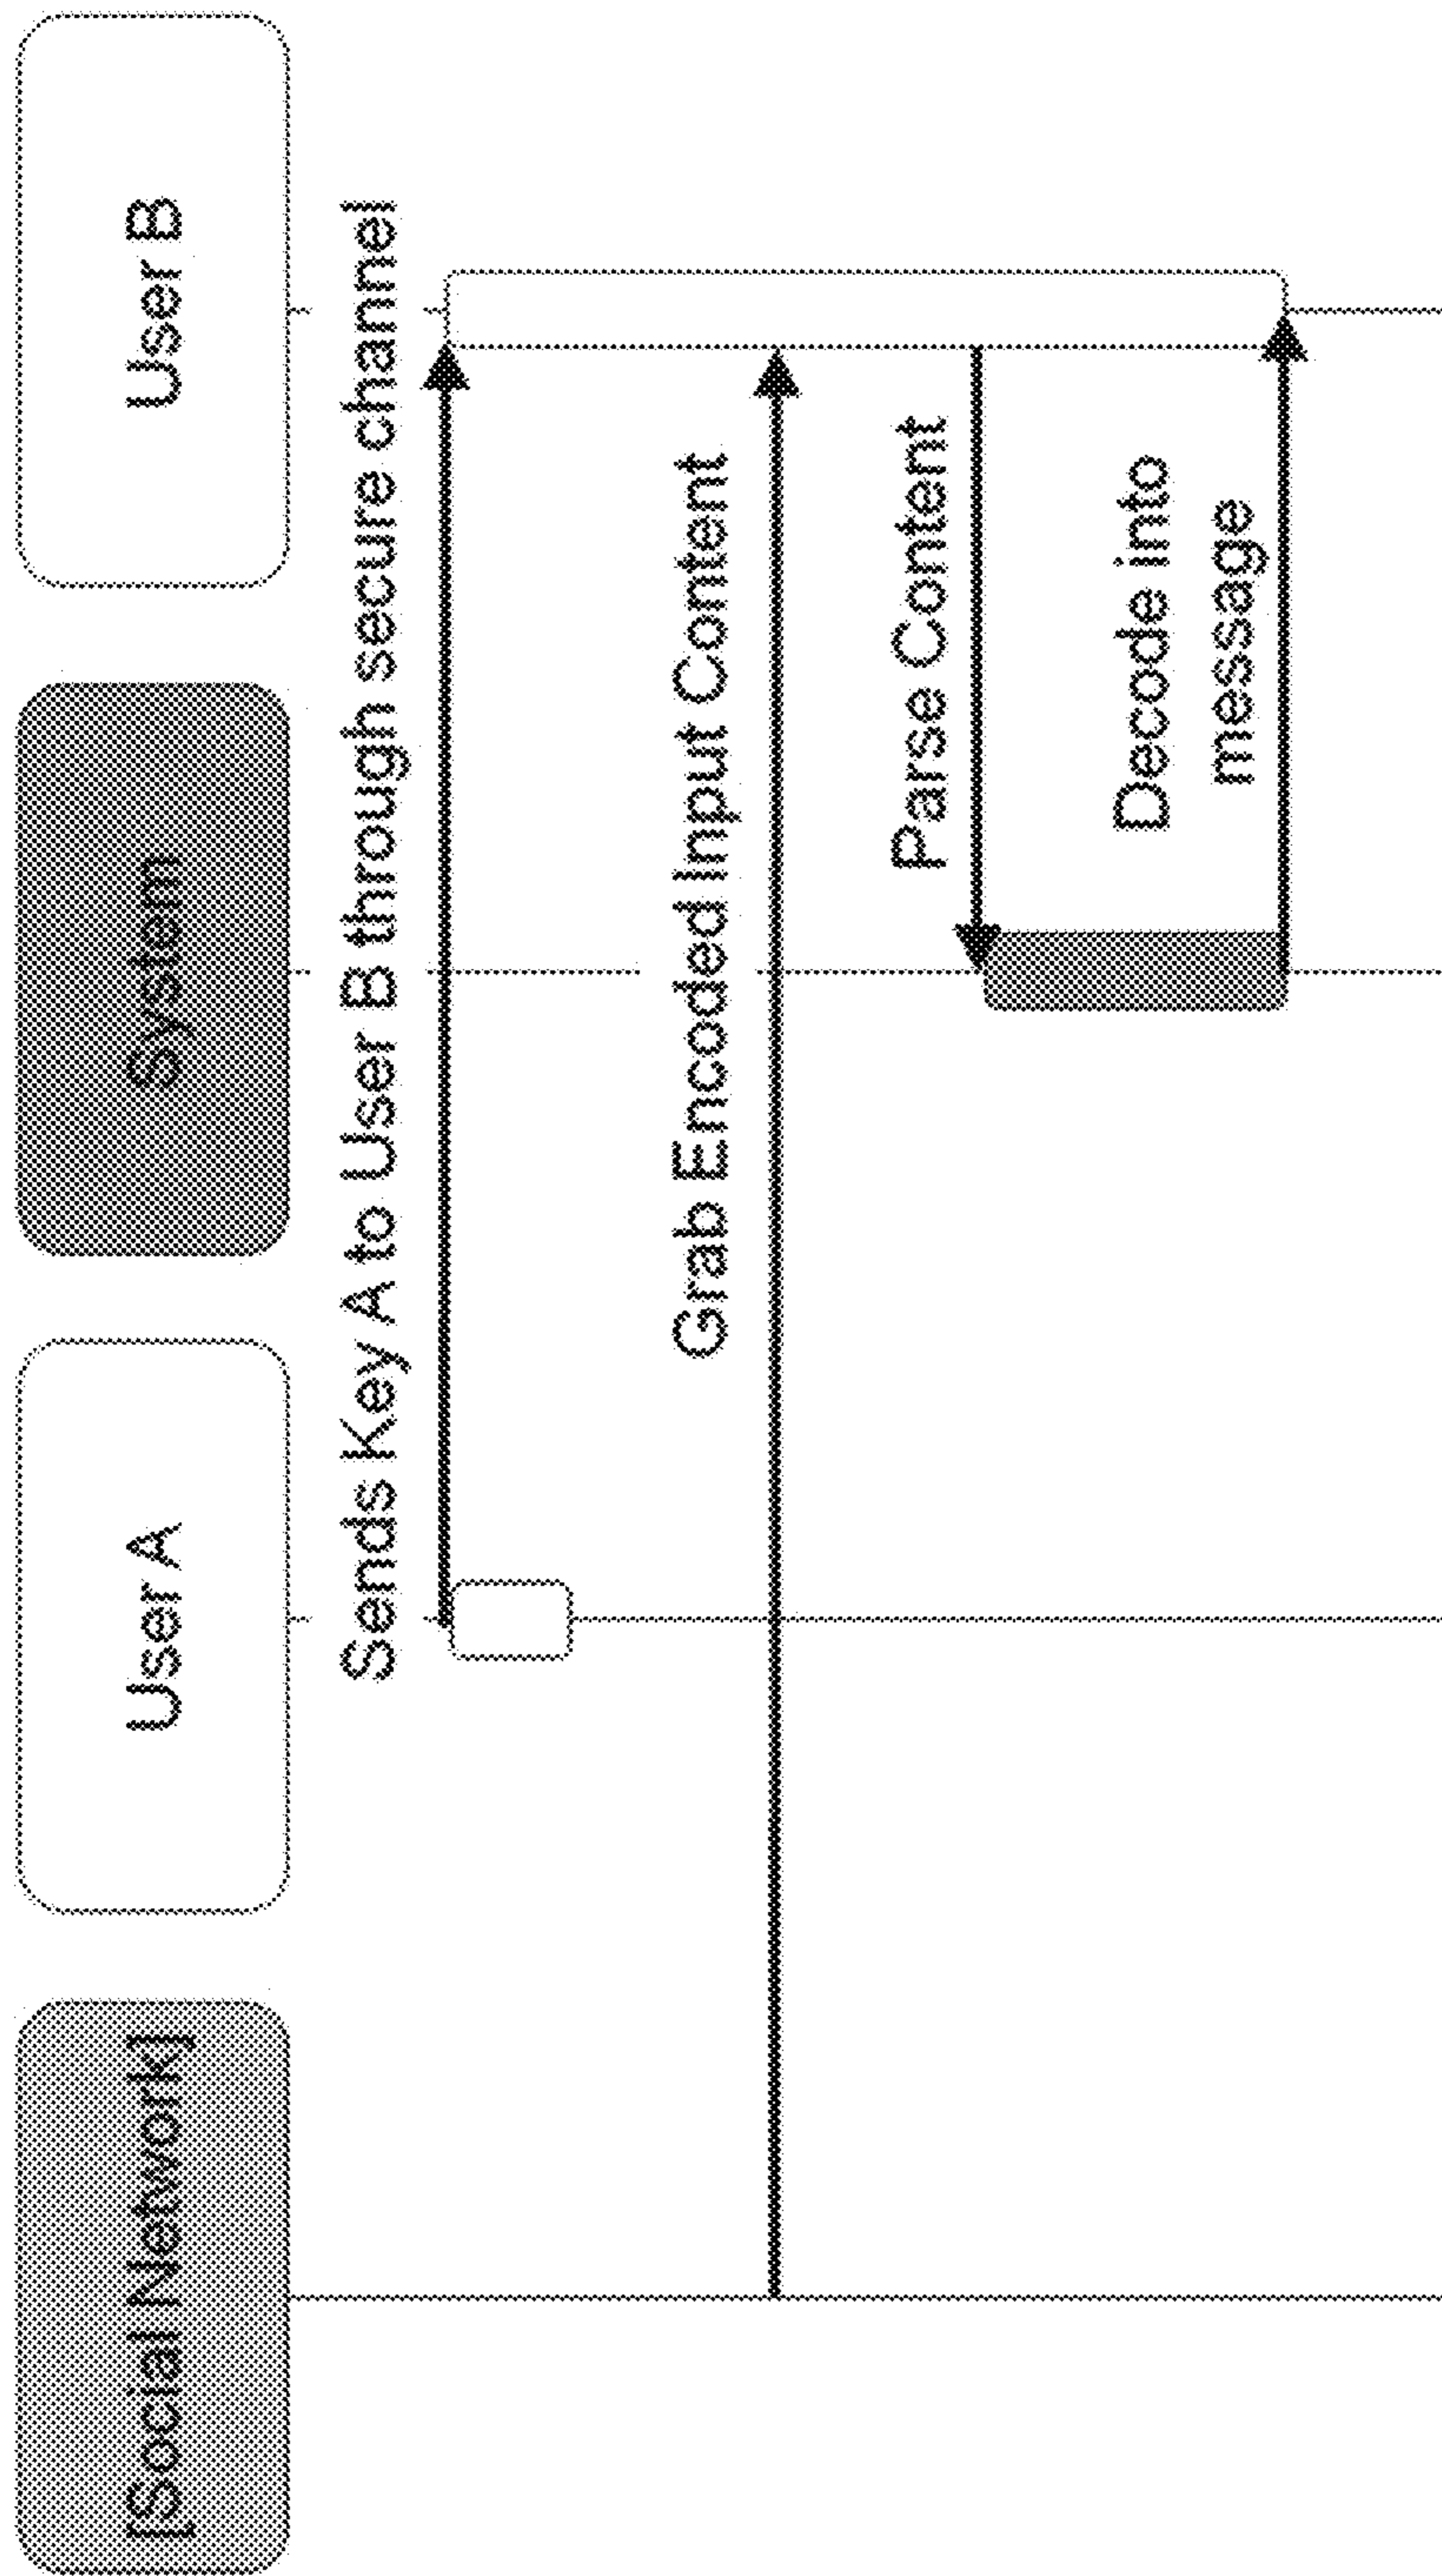 [Social Network]
User A
System
User B
Sends Key A to User B through secure channel
Grab Encoded Input Content
Parse Content
Decode into
message